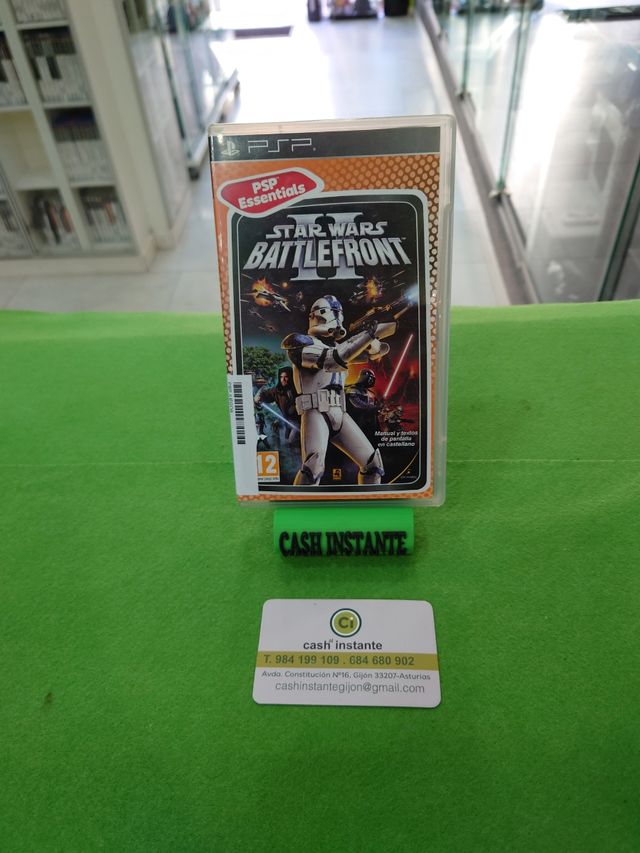 PSP
PSP Essentials
STAR WARS
BATTLEFRONT
II
Manual y textos
de pantalla
en castellano
12
CASH INSTANTE
Ci
cash al instante
T. 984 199 109 . 684 680 902
Avda. Constitución Nº16. Gijón 33207-Asturias
cashinstantegijon@gmail.com